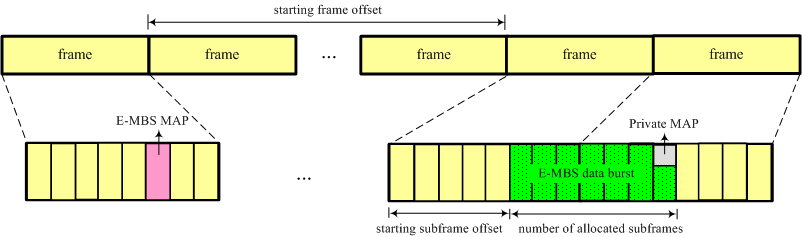 starting frame offset
frame frame ... frame frame frame
E-MBS MAP
Private MAP
E-MBS data burst
...
starting subframe offset
number of allocated subframes